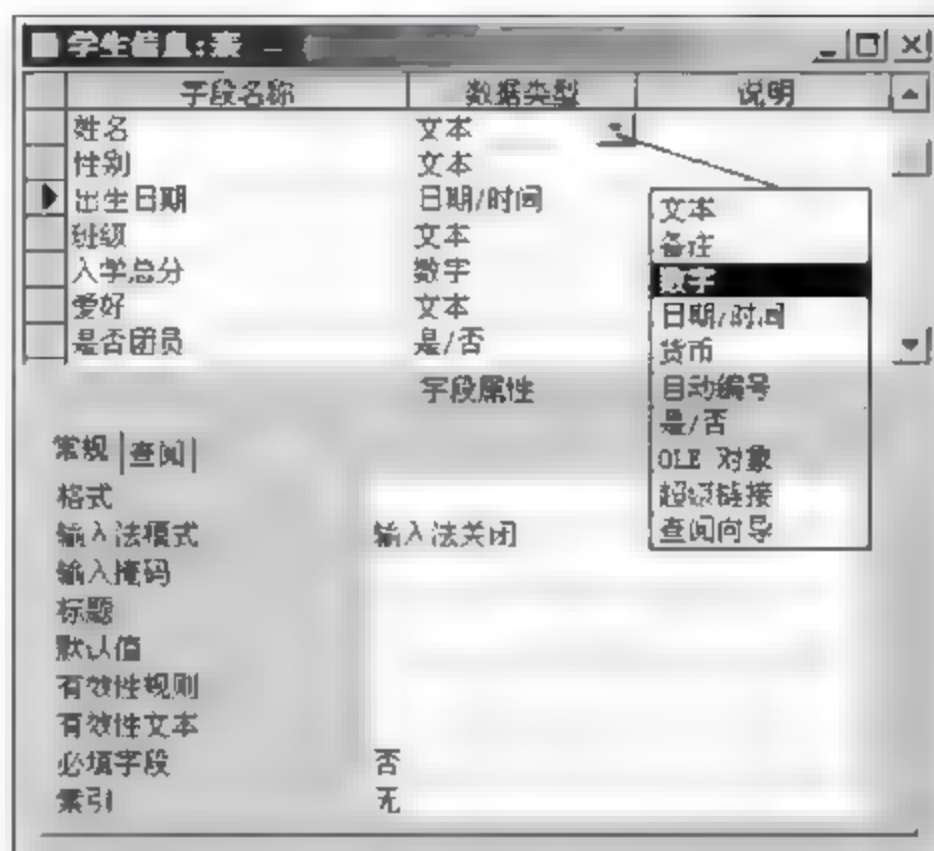 学生信息:表
字段名称 数据类型 说明
姓名 文本
性别 文本
出生日期 日期/时间
班级 文本
入学总分 数字
爱好 文本
是否团员 是/否
文本
备注
数字
日期/时间
货币
自动编号
是/否
OLE 对象
超级链接
查阅向导
字段属性
常规 查阅
格式
输入法模式 输入法关闭
输入掩码
标题
默认值
有效性规则
有效性文本
必填字段 否
索引 无